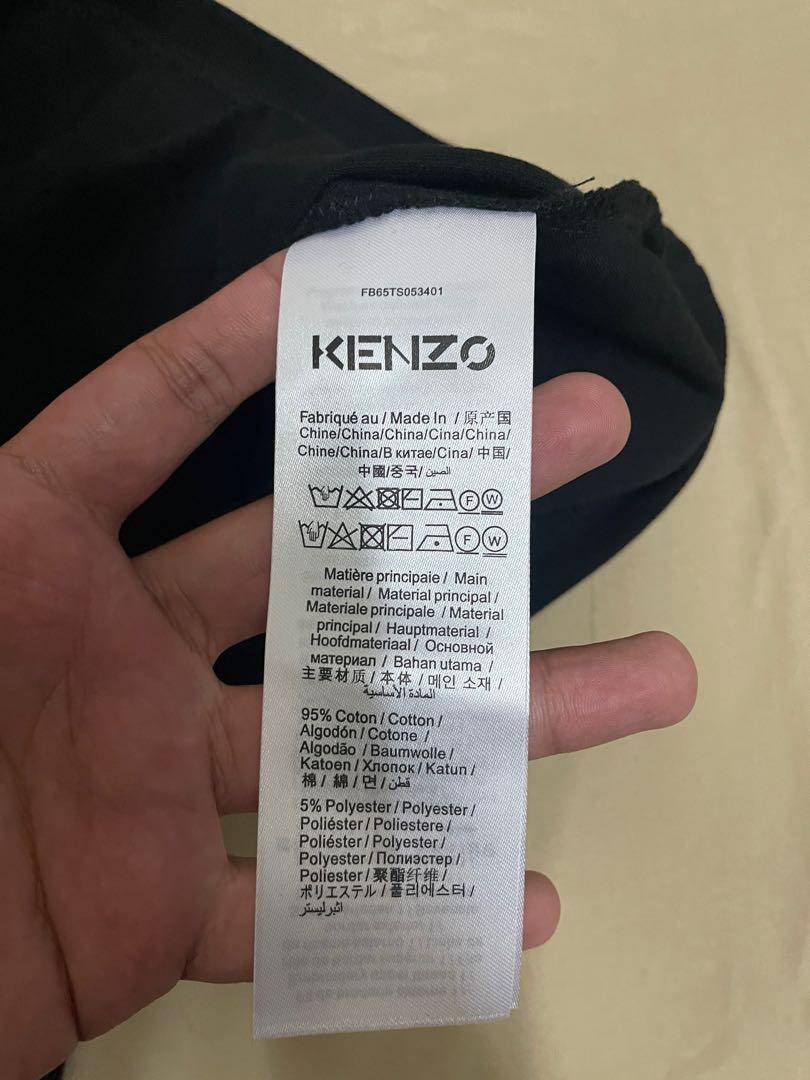 FB65TS053401
KENZO
Fabriqué au / Made In / 原产国
Chine/China/China/Cina/China/
Chine/China/В китае/Cina/ 中国/
中國/중국/ الصين
F W
F W
Matière principaie / Main
material / Material principal /
Materiale principale / Material
principal / Hauptmaterial /
Hoofdmateriaal / Основной
материал / Bahan utama /
主要材质 / 本体 / 메인 소재 /
المادة الأساسية
95% Coton / Cotton /
Algodón / Cotone /
Algodão / Baumwolle /
Katoen / Хлопок / Katun /
棉 / 綿 / 면 / قطن
5% Polyester / Polyester /
Poliéster / Poliestere /
Poliéster / Polyester /
Polyester / Полиэстер /
Poliester / 聚酯纤维 /
ポリエステル / 폴리에스터 /
اثيرليستر